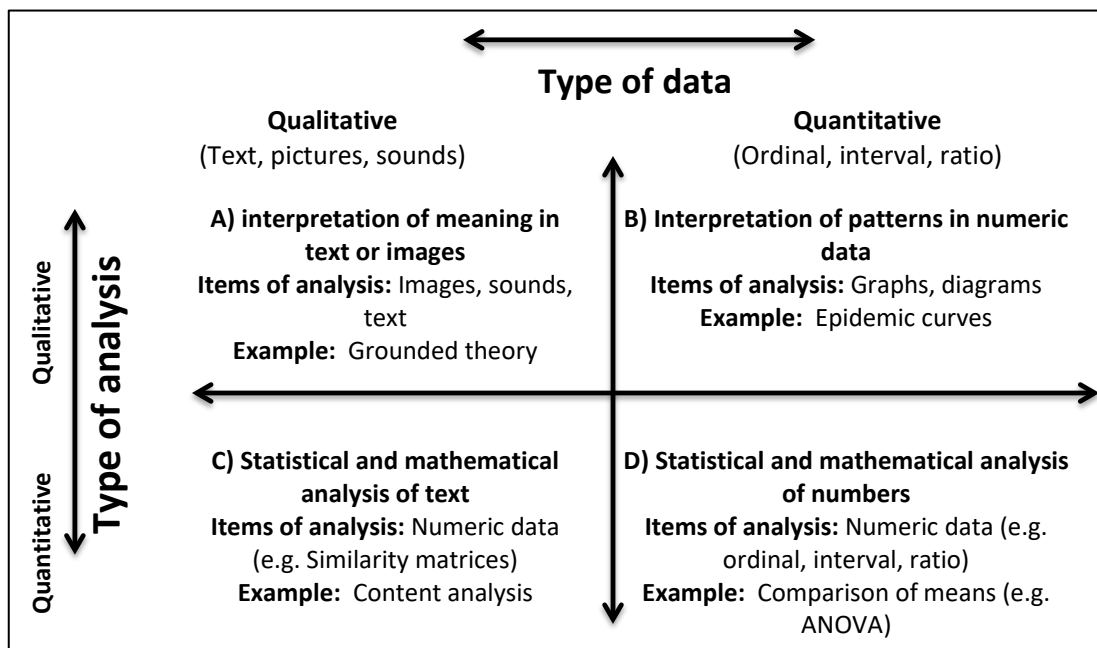 Type of data
Qualitative
(Text, pictures, sounds)
Quantitative
(Ordinal, interval, ratio)
Type of analysis
Qualitative
Quantitative
A) interpretation of meaning in
text or images
Items of analysis: Images, sounds,
text
Example: Grounded theory
B) Interpretation of patterns in numeric
data
Items of analysis: Graphs, diagrams
Example: Epidemic curves
C) Statistical and mathematical
analysis of text
Items of analysis: Numeric data
(e.g. Similarity matrices)
Example: Content analysis
D) Statistical and mathematical analysis
of numbers
Items of analysis: Numeric data (e.g.
ordinal, interval, ratio)
Example: Comparison of means (e.g.
ANOVA)